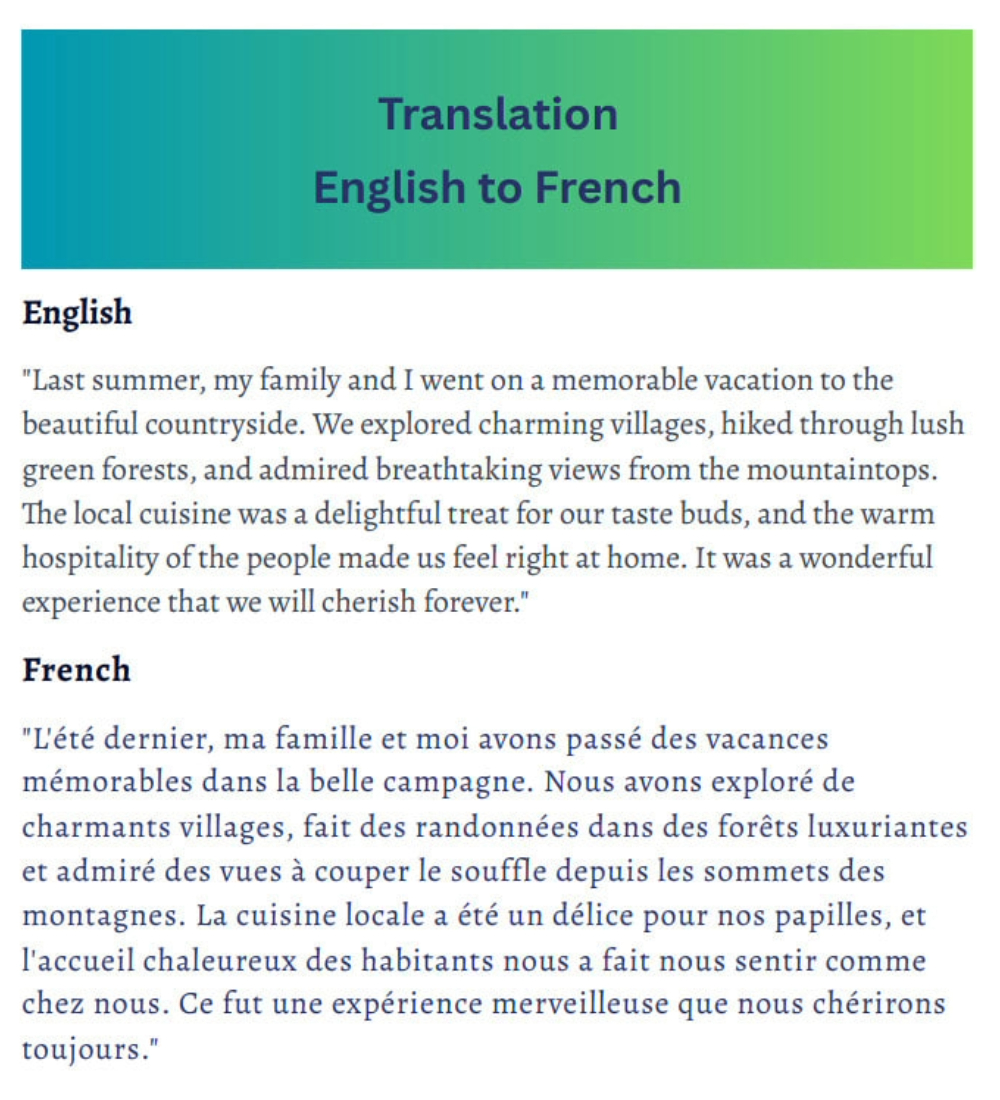 Translation
English to French
English
"Last summer, my family and I went on a memorable vacation to the
beautiful countryside. We explored charming villages, hiked through lush
green forests, and admired breathtaking views from the mountaintops.
The local cuisine was a delightful treat for our taste buds, and the warm
hospitality of the people made us feel right at home. It was a wonderful
experience that we will cherish forever."
French
"L'été dernier, ma famille et moi avons passé des vacances
mémorables dans la belle campagne. Nous avons exploré de
charmants villages, fait des randonnées dans des forêts luxuriantes
et admiré des vues à couper le souffle depuis les sommets des
montagnes. La cuisine locale a été un délice pour nos papilles, et
l'accueil chaleureux des habitants nous a fait nous sentir comme
chez nous. Ce fut une expérience merveilleuse que nous chérirons
toujours."